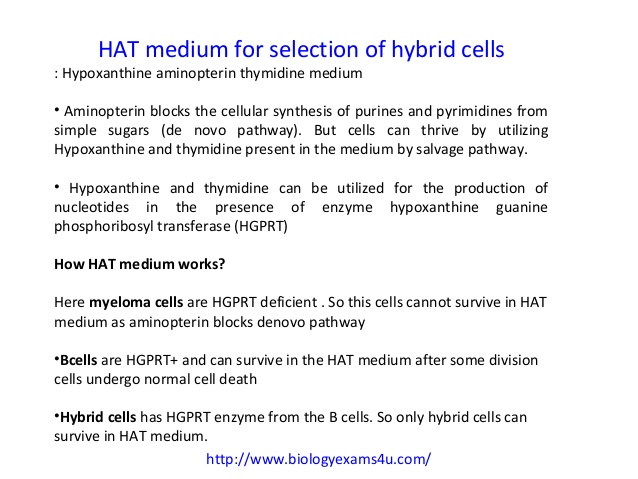 HAT medium for selection of hybrid cells
: Hypoxanthine aminopterin thymidine medium
• Aminopterin blocks the cellular synthesis of purines and pyrimidines from
simple sugars (de novo pathway). But cells can thrive by utilizing
Hypoxanthine and thymidine present in the medium by salvage pathway.
• Hypoxanthine and thymidine can be utilized for the production of
nucleotides in the presence of enzyme hypoxanthine guanine
phosphoribosyl transferase (HGPRT)
How HAT medium works?
Here myeloma cells are HGPRT deficient . So this cells cannot survive in HAT
medium as aminopterin blocks denovo pathway
•Bcells are HGPRT+ and can survive in the HAT medium after some division
cells undergo normal cell death
•Hybrid cells has HGPRT enzyme from the B cells. So only hybrid cells can
survive in HAT medium.
http://www.biologyexams4u.com/